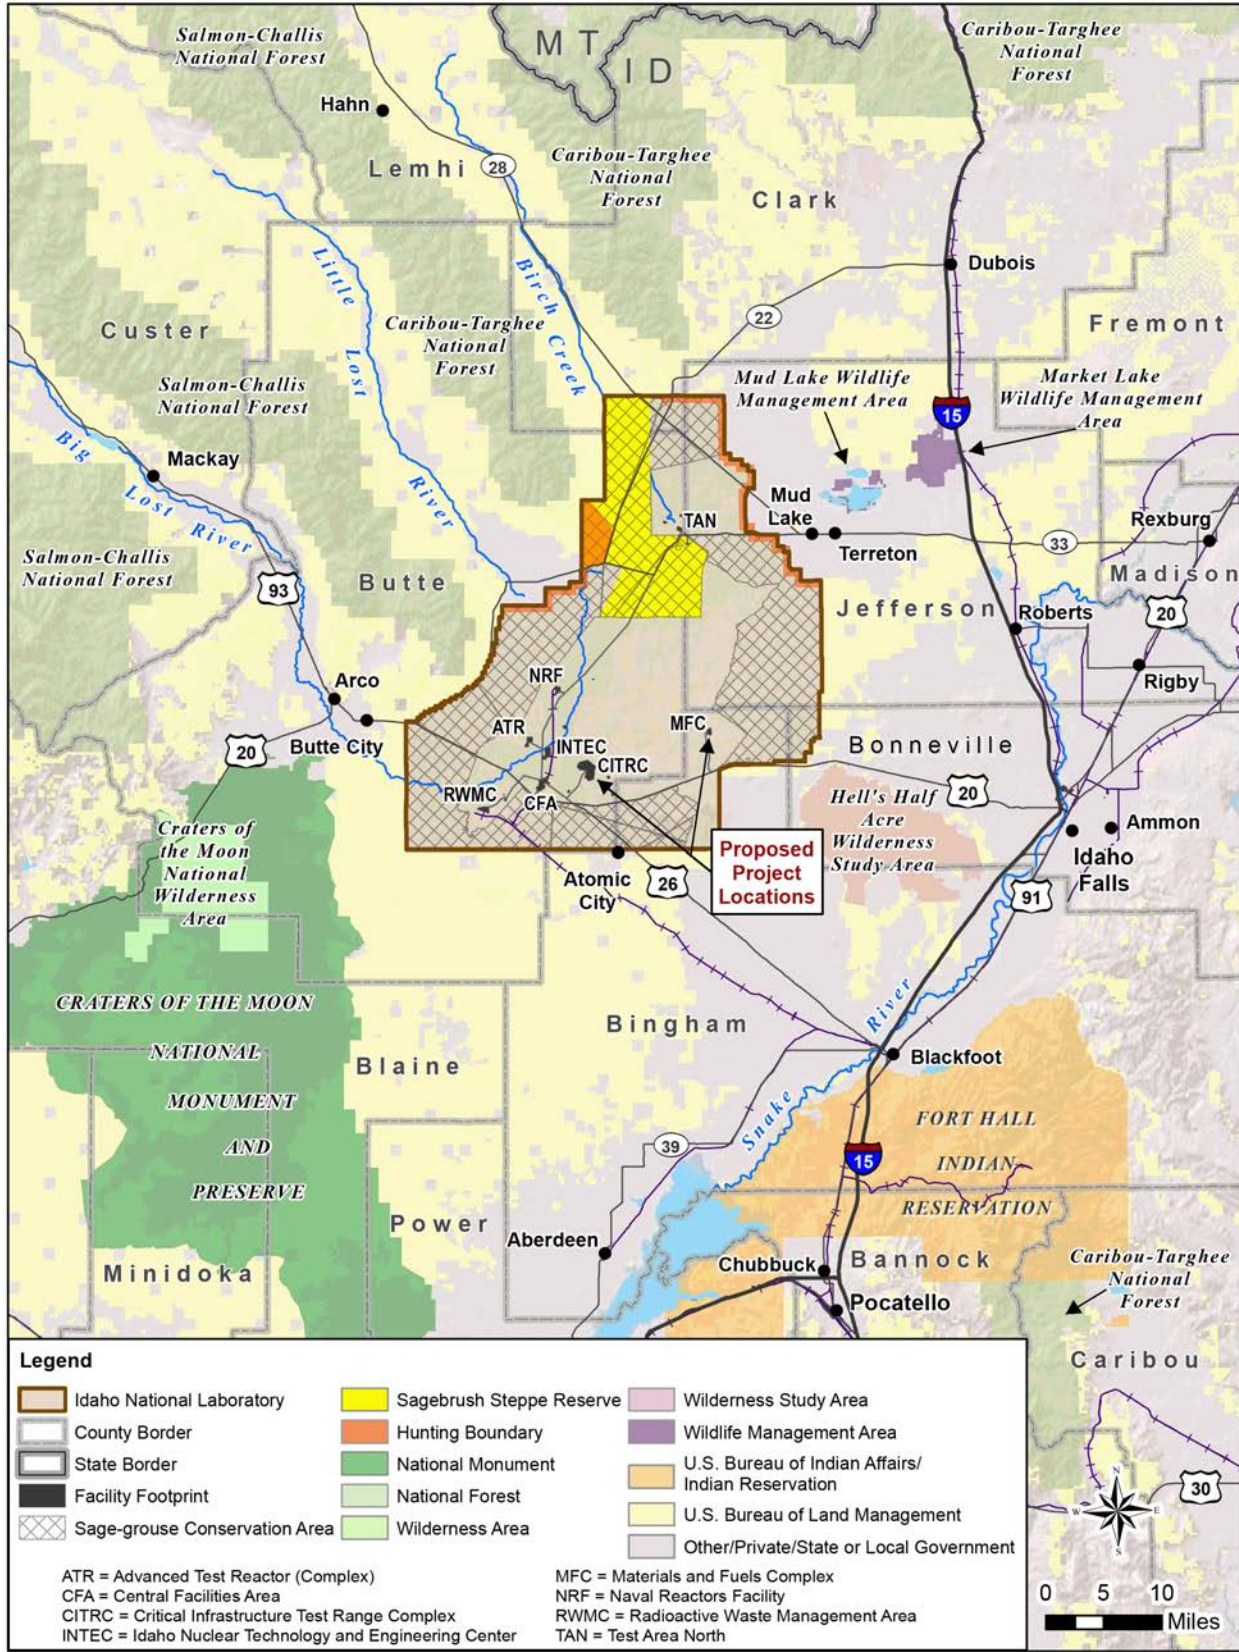 Salmon-Challis
National Forest
M T
I D
Caribou-Targhee
National
Forest
Hahn
Lemhi
28
Caribou-Targhee
National
Forest
Clark
Little
Lost
River
Birch Creek
Dubois
22
Custer
Caribou-Targhee
National
Forest
Fremont
Salmon-Challis
National Forest
Mud Lake Wildlife
Management Area
Market Lake
Wildlife Management
Area
15
Big
Lost River
Mackay
TAN
Mud
Lake
Terreton
33
Rexburg
Salmon-Challis
National Forest
93
Butte
Madison
Jefferson
Roberts
20
Rigby
Arco
NRF
Butte City
ATR
MFC
20
INTEC
CITRC
Bonneville
RWMC
CFA
20
Hell's Half
Acre
Wilderness
Study Area
Ammon
Idaho
Falls
Craters of
the Moon
National
Wilderness
Area
Proposed
Project
Locations
Atomic
City
26
91
CRATERS OF THE MOON
NATIONAL
MONUMENT
AND
PRESERVE
Bingham
Snake
River
Blackfoot
Blaine
FORT HALL
INDIAN
RESERVATION
39
15
Power
Aberdeen
Minidoka
Chubbuck
Bannock
Pocatello
Caribou-Targhee
National
Forest
Caribou
Legend
Idaho National Laboratory
County Border
State Border
Facility Footprint
Sage-grouse Conservation Area
Sagebrush Steppe Reserve
Hunting Boundary
National Monument
National Forest
Wilderness Area
Wilderness Study Area
Wildlife Management Area
U.S. Bureau of Indian Affairs/
Indian Reservation
U.S. Bureau of Land Management
Other/Private/State or Local Government
ATR = Advanced Test Reactor (Complex)
CFA = Central Facilities Area
CITRC = Critical Infrastructure Test Range Complex
INTEC = Idaho Nuclear Technology and Engineering Center
MFC = Materials and Fuels Complex
NRF = Naval Reactors Facility
RWMC = Radioactive Waste Management Area
TAN = Test Area North
30
N
W E
S
0 5 10
Miles